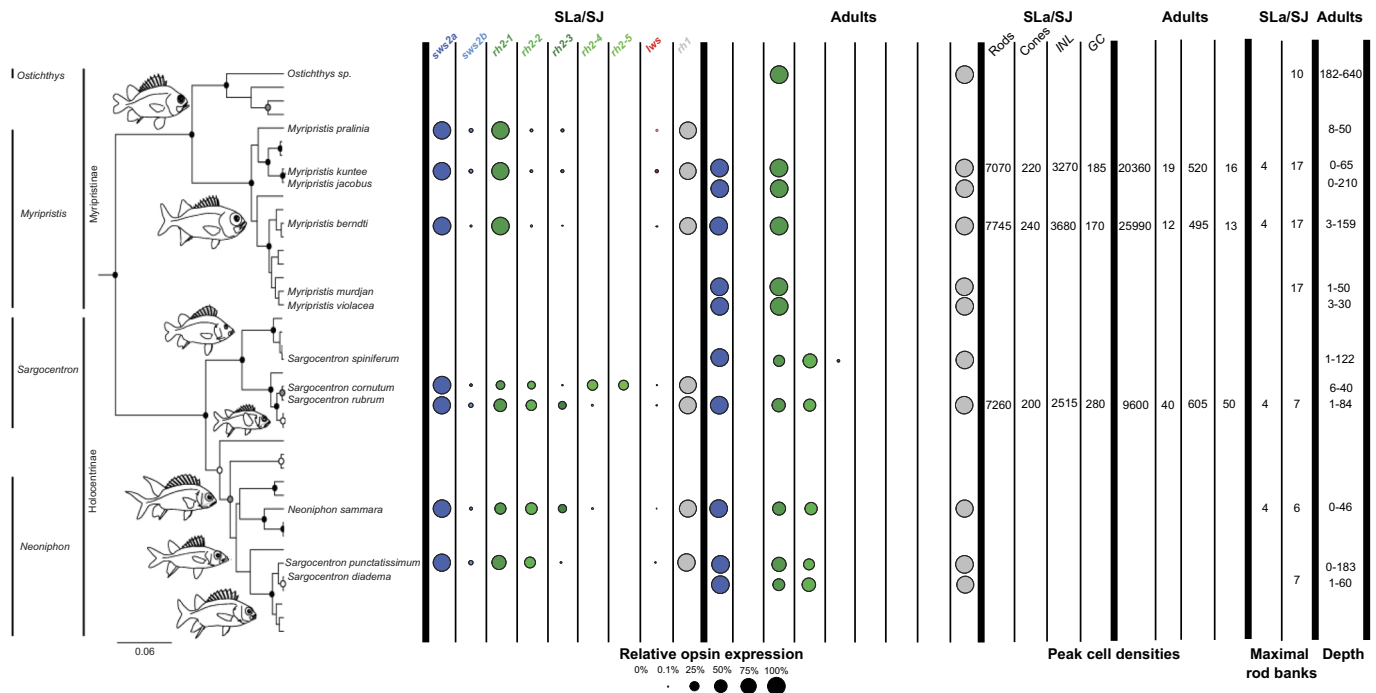 SLa/SJ Adults SLa/SJ Adults SLa/SJ Adults
sws2a sws2b rh2-1 rh2-2 rh2-3 rh2-4 rh2-5 lws rh1 Rods Cones INL GC
Ostichthys Ostichthys sp. 10 182-640
Myripristis pralinia 8-50
Myripristis kuntee 7070 220 3270 185 20360 19 520 16 4 17 0-65
Myripristis jacobus 0-210
Myripristis Myripristinae
Myripristis berndti 7745 240 3680 170 25990 12 495 13 4 17 3-159
Myripristis murdjan 17 1-50
Myripristis violacea 3-30
Sargocentron
Sargocentron spiniferum 1-122
Sargocentron cornutum 6-40
Sargocentron rubrum 7260 200 2515 280 9600 40 605 50 4 7 1-84
Holocentrinae
Neoniphon
Neoniphon sammara 4 6 0-46
Sargocentron punctatissimum 0-183
Sargocentron diadema 7 1-60
0.06
Relative opsin expression Peak cell densities Maximal rod banks Depth
0% 0.1% 25% 50% 75% 100%